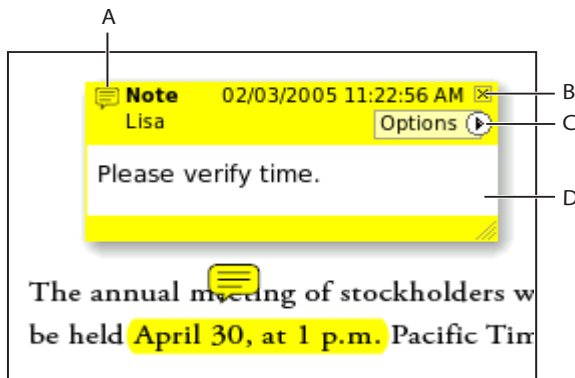 A
Note 02/03/2005 11:22:56 AM B
Lisa Options C
Please verify time. D
The annual meeting of stockholders w
be held April 30, at 1 p.m. Pacific Tim